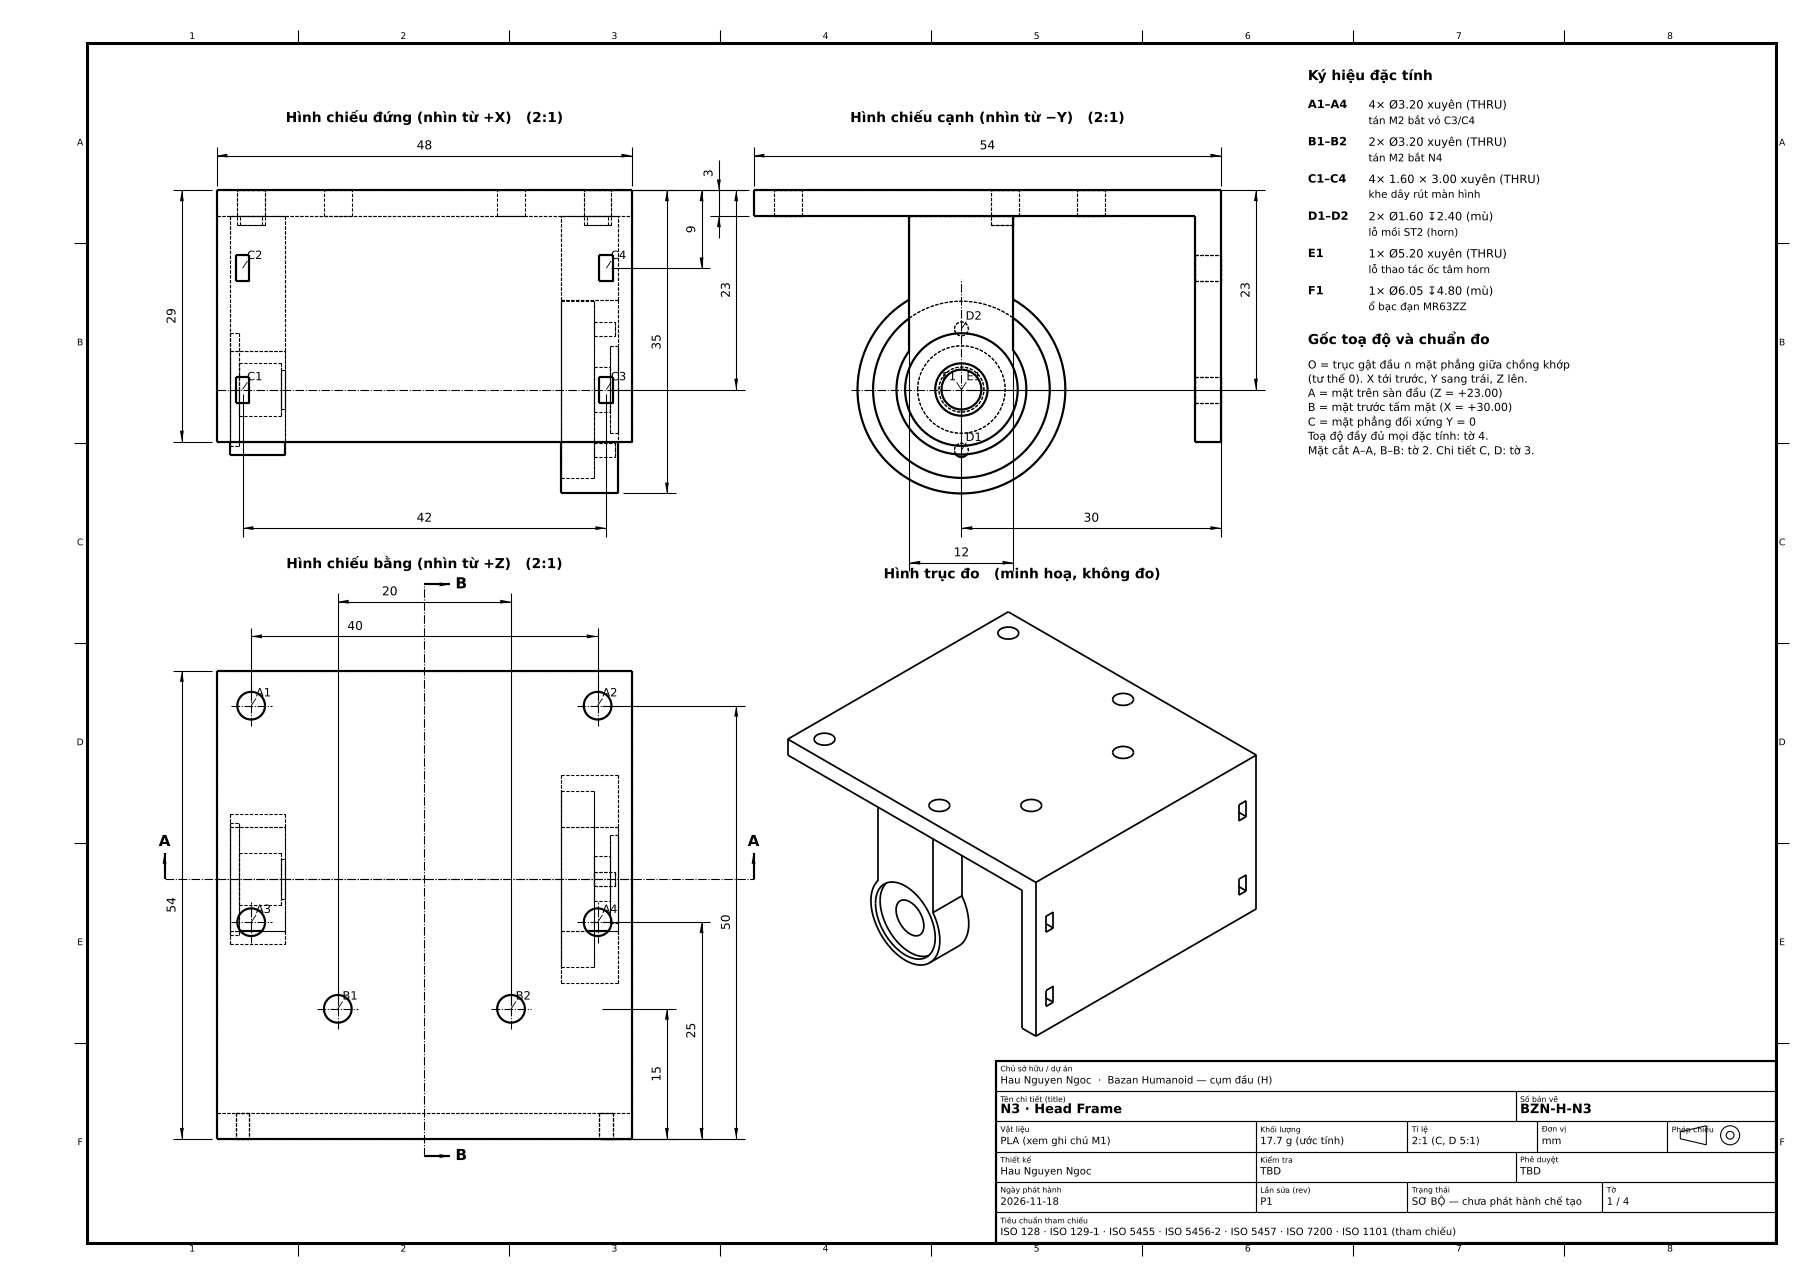 1 2 3 4 5 6 7 8
Hình chiếu đứng (nhìn từ +X) (2:1)
48
29
35
9
23
42
C2
C4
C1
C3
Hình chiếu cạnh (nhìn từ −Y) (2:1)
54
3
23
D2
E1
D1
30
12
Ký hiệu đặc tính
A1–A4 4× Ø3.20 xuyên (THRU)
tán M2 bắt vỏ C3/C4
B1–B2 2× Ø3.20 xuyên (THRU)
tán M2 bắt N4
C1–C4 4× 1.60 × 3.00 xuyên (THRU)
khe dây rút màn hình
D1–D2 2× Ø1.60 ↧2.40 (mù)
lỗ mồi ST2 (horn)
E1 1× Ø5.20 xuyên (THRU)
lỗ thao tác ốc tâm horn
F1 1× Ø6.05 ↧4.80 (mù)
ổ bạc đạn MR63ZZ
Gốc toạ độ và chuẩn đo
O = trục gật đầu ∩ mặt phẳng giữa chồng khớp
(tư thế 0). X tới trước, Y sang trái, Z lên.
A = mặt trên sàn đầu (Z = +23.00)
B = mặt trước tấm mặt (X = +30.00)
C = mặt phẳng đối xứng Y = 0
Toạ độ đầy đủ mọi đặc tính: tờ 4.
Mặt cắt A–A, B–B: tờ 2. Chi tiết C, D: tờ 3.
Hình chiếu bằng (nhìn từ +Z) (2:1)
B
20
40
A1
A2
A
A
54
A3
A4
50
B1
B2
25
15
B
Hình trục đo (minh hoạ, không đo)
A
B
C
D
E
F
A
B
C
D
E
F
Chủ sở hữu / dự án
Hau Nguyen Ngoc · Bazan Humanoid — cụm đầu (H)
Tên chi tiết (title)
N3 · Head Frame
Số bản vẽ
BZN-H-N3
Vật liệu
PLA (xem ghi chú M1)
Khối lượng
17.7 g (ước tính)
Tỉ lệ
2:1 (C, D 5:1)
Đơn vị
mm
Phép chiếu
Thiết kế
Hau Nguyen Ngoc
Kiểm tra
TBD
Phê duyệt
TBD
Ngày phát hành
2026-11-18
Lần sửa (rev)
P1
Trạng thái
SƠ BỘ — chưa phát hành chế tạo
Tờ
1 / 4
Tiêu chuẩn tham chiếu
ISO 128 · ISO 129-1 · ISO 5455 · ISO 5456-2 · ISO 5457 · ISO 7200 · ISO 1101 (tham chiếu)
1 2 3 4 5 6 7 8